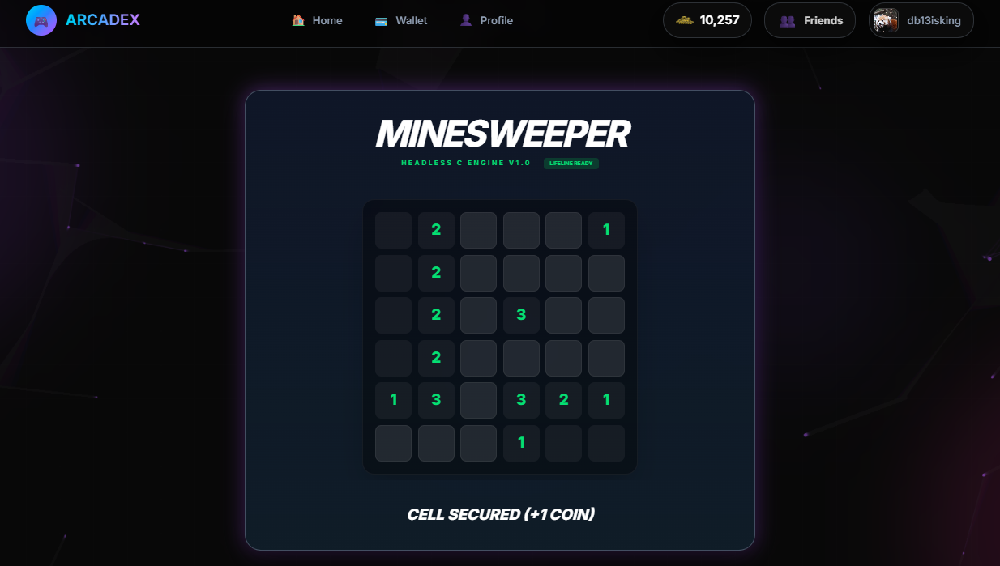 ARCADEX Home Wallet Profile 10,257 Friends db13isking
MINESWEEPER
HEADLESS C ENGINE V1.0 LIFELINE READY
2 1
2
2 3
2
1 3 3 2 1
1
CELL SECURED (+1 COIN)